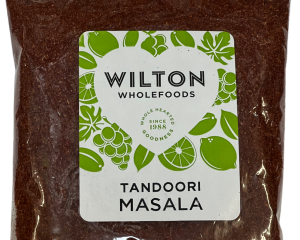 WILTON
WHOLEFOODS
WHOLE HEARTED
SINCE
1988
GOODNESS
TANDOORI
MASALA